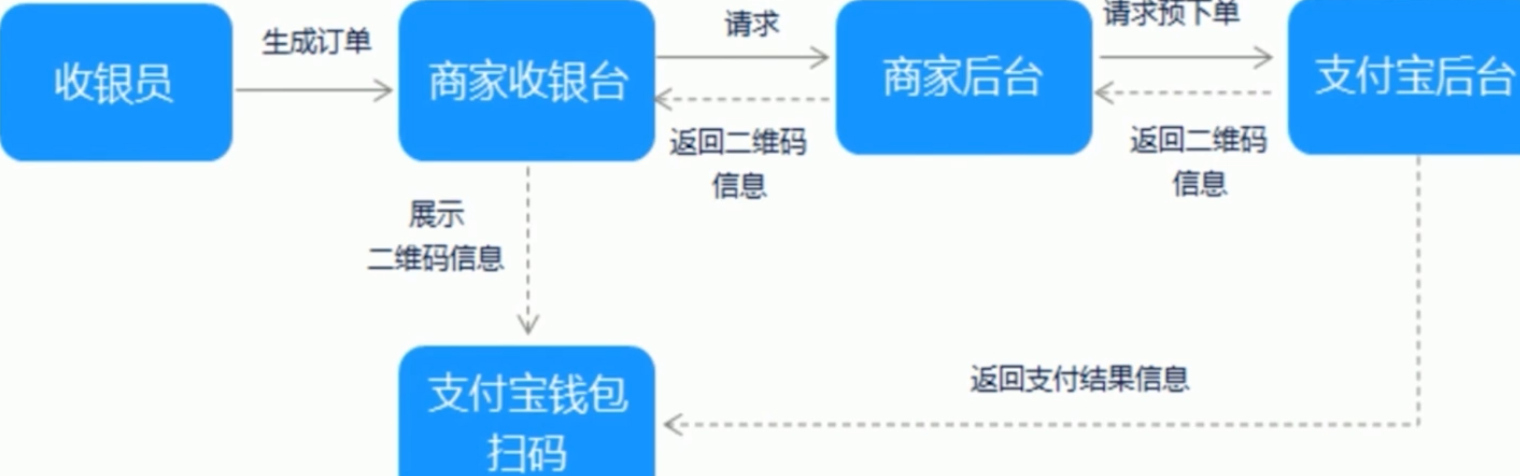 收银员
生成订单
商家收银台
请求
返回二维码
信息
商家后台
请求预下单
返回二维码
信息
支付宝后台
展示
二维码信息
返回支付结果信息
支付宝钱包
扫码